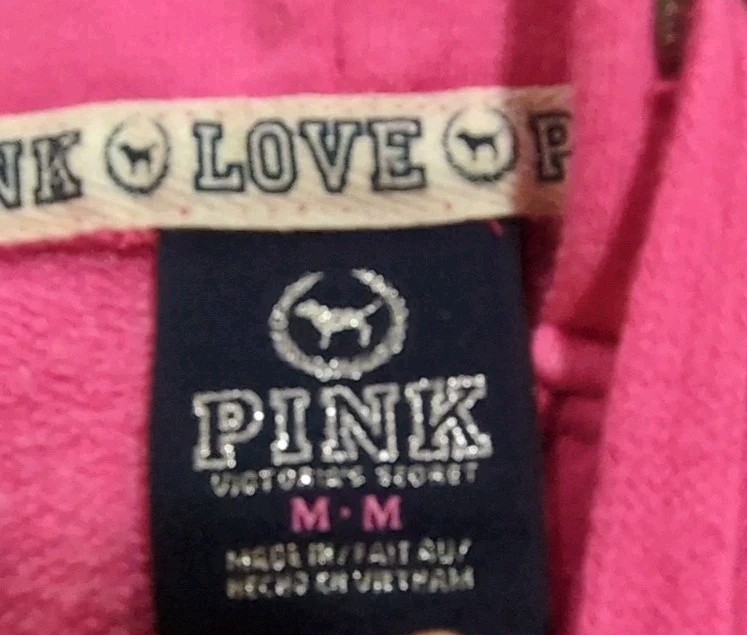 NK LOVE P
PINK
VICTORIA'S SECRET
M · M
MADE IN/FAIT AU/
HECHO EN VIETNAM